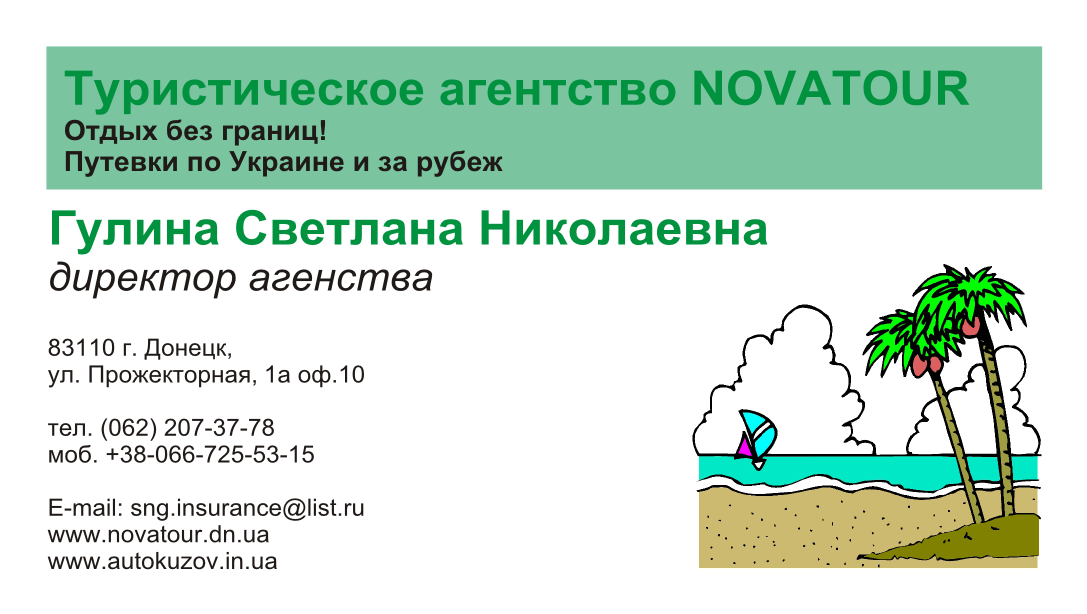 Туристическое агентство NOVATOUR
Отдых без границ!
Путевки по Украине и за рубеж
Гулина Светлана Николаевна
директор агенства
83110 г. Донецк,
ул. Прожекторная, 1а оф.10
тел. (062) 207-37-78
моб. +38-066-725-53-15
E-mail: sng.insurance@list.ru
www.novatour.dn.ua
www.autokuzov.in.ua